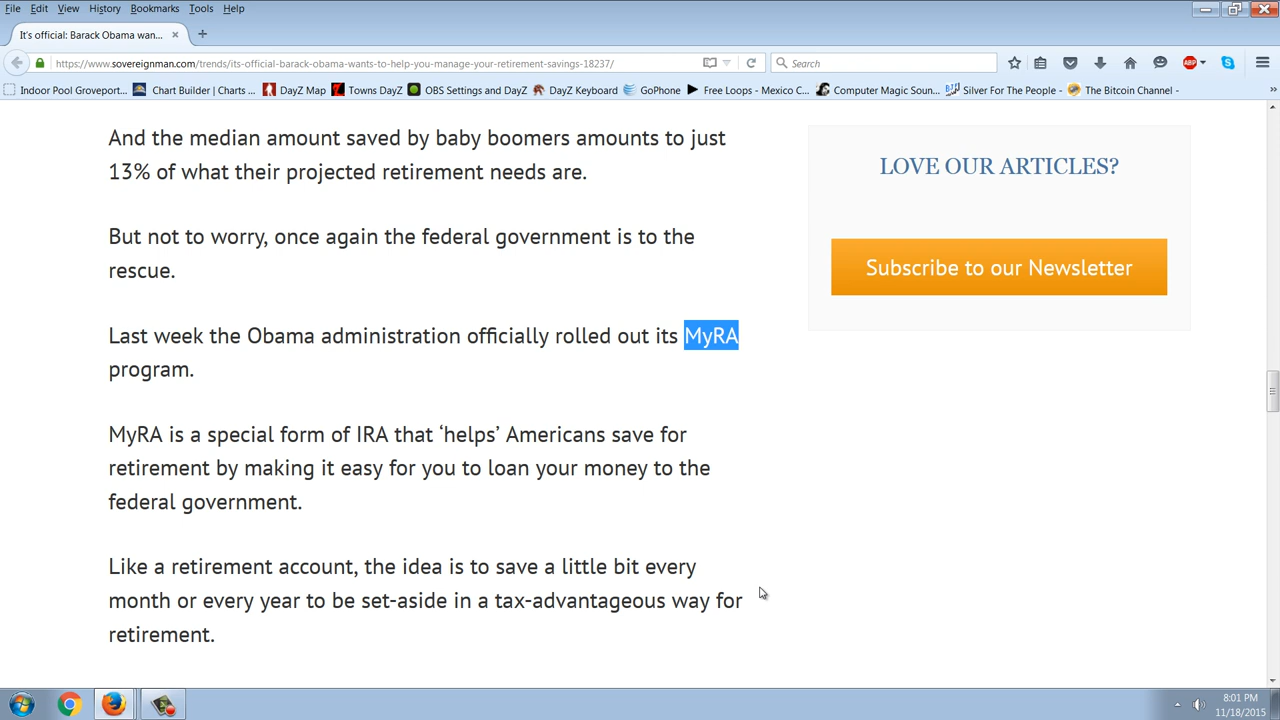 File Edit View History Bookmarks Tools Help
It's official: Barack Obama wan...
https://www.sovereignman.com/trends/its-official-barack-obama-wants-to-help-you-manage-your-retirement-savings-18237/
Search
ABP
Indoor Pool Groveport... Chart Builder | Charts ... DayZ Map Towns DayZ OBS Settings and DayZ DayZ Keyboard GoPhone Free Loops - Mexico C... Computer Magic Soun... Silver For The People - The Bitcoin Channel -
And the median amount saved by baby boomers amounts to just
13% of what their projected retirement needs are.
But not to worry, once again the federal government is to the
rescue.
Last week the Obama administration officially rolled out its MyRA
program.
MyRA is a special form of IRA that ‘helps’ Americans save for
retirement by making it easy for you to loan your money to the
federal government.
Like a retirement account, the idea is to save a little bit every
month or every year to be set-aside in a tax-advantageous way for
retirement.
LOVE OUR ARTICLES?
Subscribe to our Newsletter
8:01 PM
11/18/2015